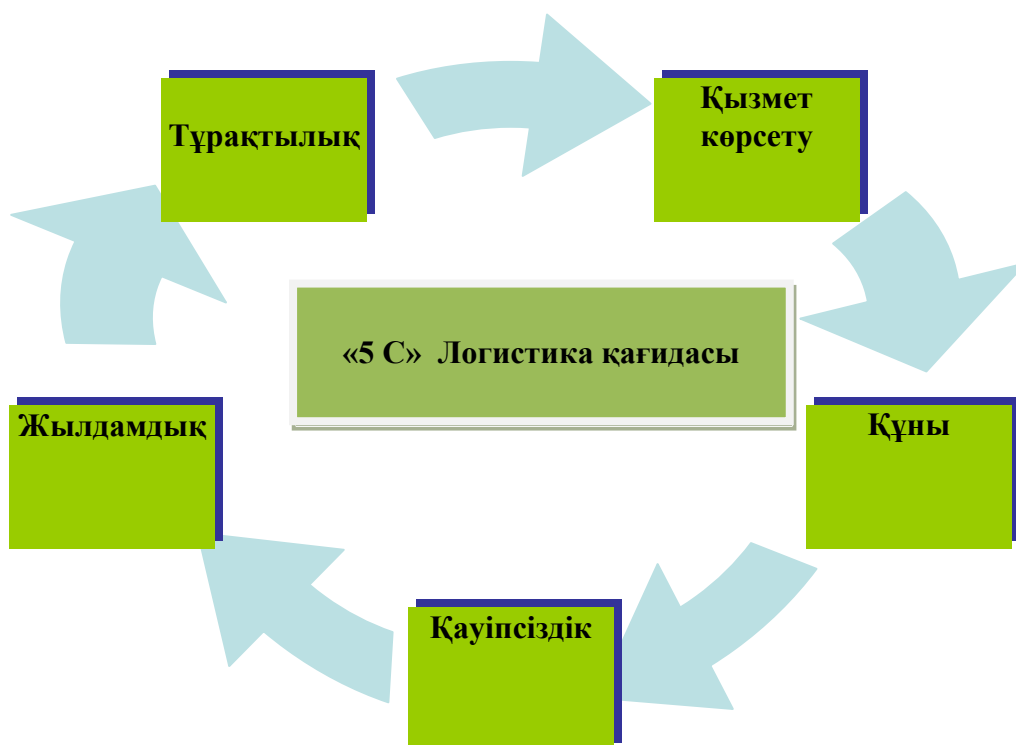 Тұрақтылық
Қызмет
көрсету
«5 С» Логистика қағидасы
Жылдамдық
Құны
Қауіпсіздік